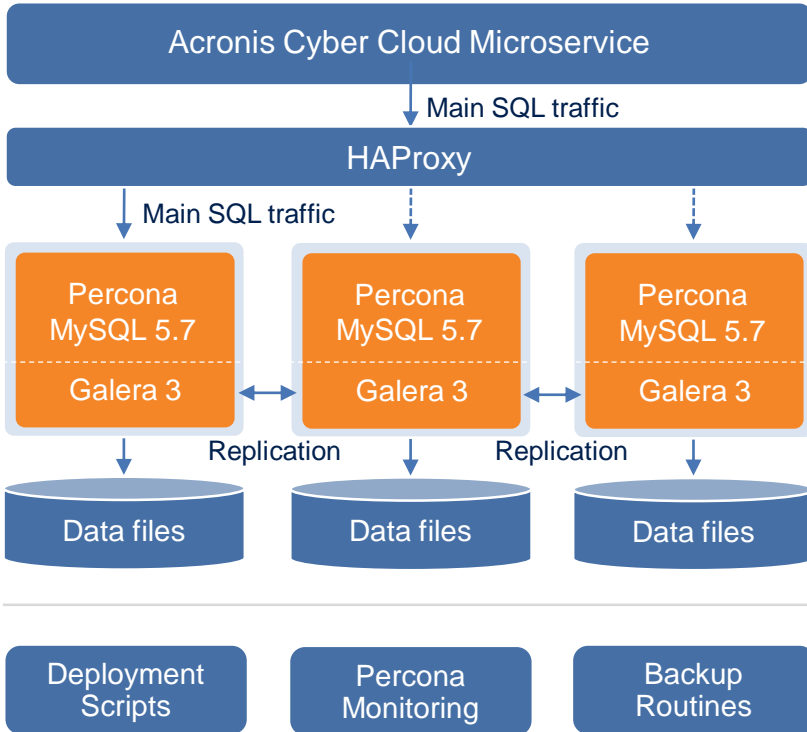 Acronis Cyber Cloud Microservice
Main SQL traffic
HAProxy
Main SQL traffic
Percona
MySQL 5.7
Galera 3
Percona
MySQL 5.7
Galera 3
Percona
MySQL 5.7
Galera 3
Replication
Replication
Data files
Data files
Data files
Deployment
Scripts
Percona
Monitoring
Backup
Routines